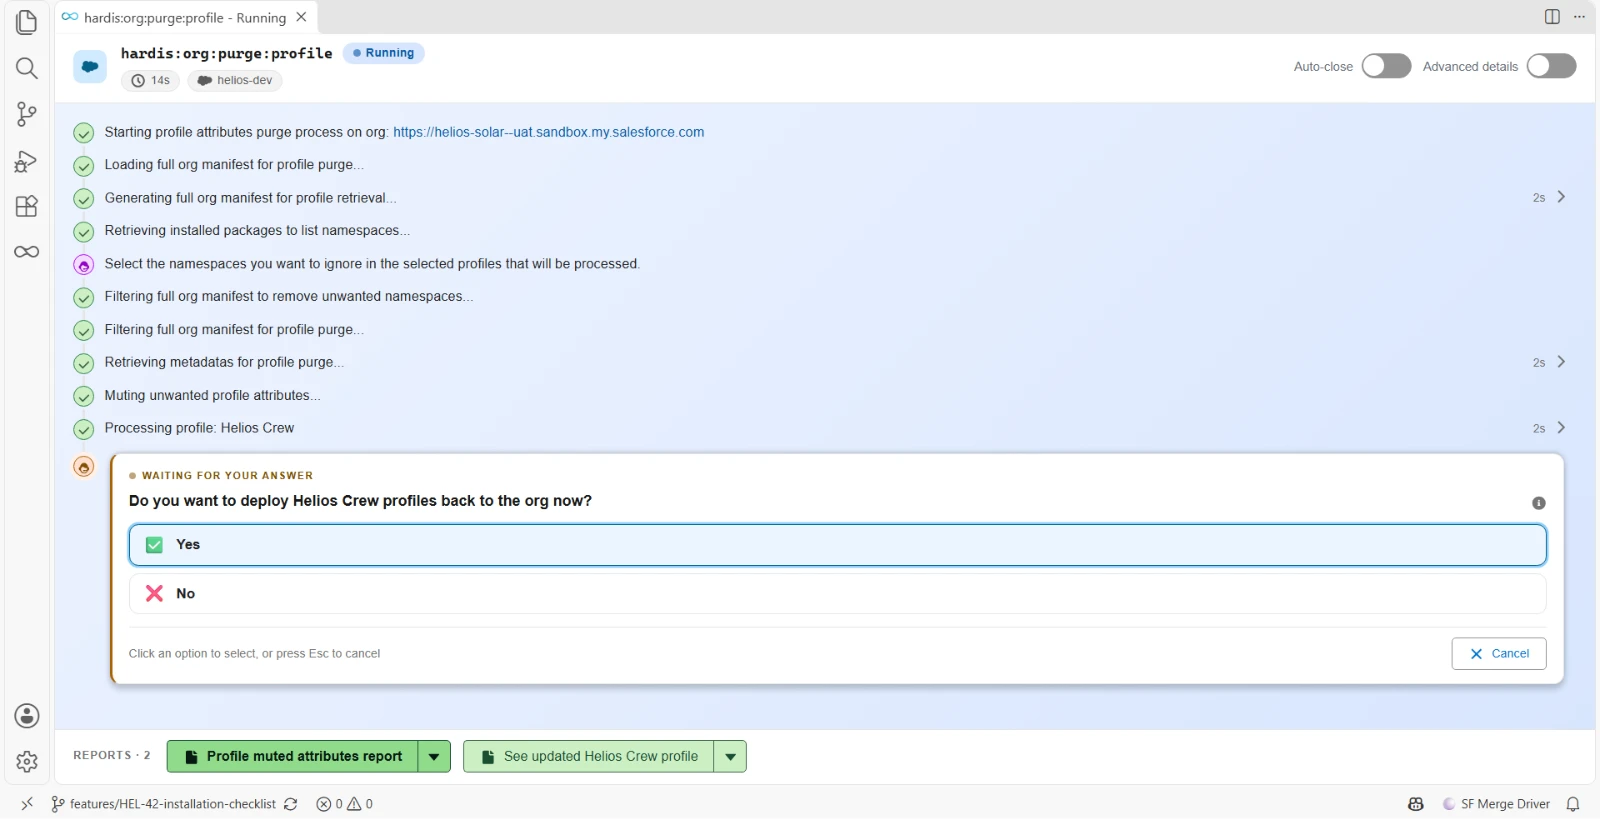 hardis:org:purge:profile - Running
hardis:org:purge:profile
Running
14s
helios-dev
Auto-close
Advanced details
Starting profile attributes purge process on org: https://helios-solar--uat.sandbox.my.salesforce.com
Loading full org manifest for profile purge...
Generating full org manifest for profile retrieval...
2s
Retrieving installed packages to list namespaces...
Select the namespaces you want to ignore in the selected profiles that will be processed.
Filtering full org manifest to remove unwanted namespaces...
Filtering full org manifest for profile purge...
Retrieving metadatas for profile purge...
2s
Muting unwanted profile attributes...
Processing profile: Helios Crew
2s
WAITING FOR YOUR ANSWER
Do you want to deploy Helios Crew profiles back to the org now?
Yes
No
Click an option to select, or press Esc to cancel
Cancel
REPORTS · 2
Profile muted attributes report
See updated Helios Crew profile
features/HEL-42-installation-checklist
0
0
SF Merge Driver